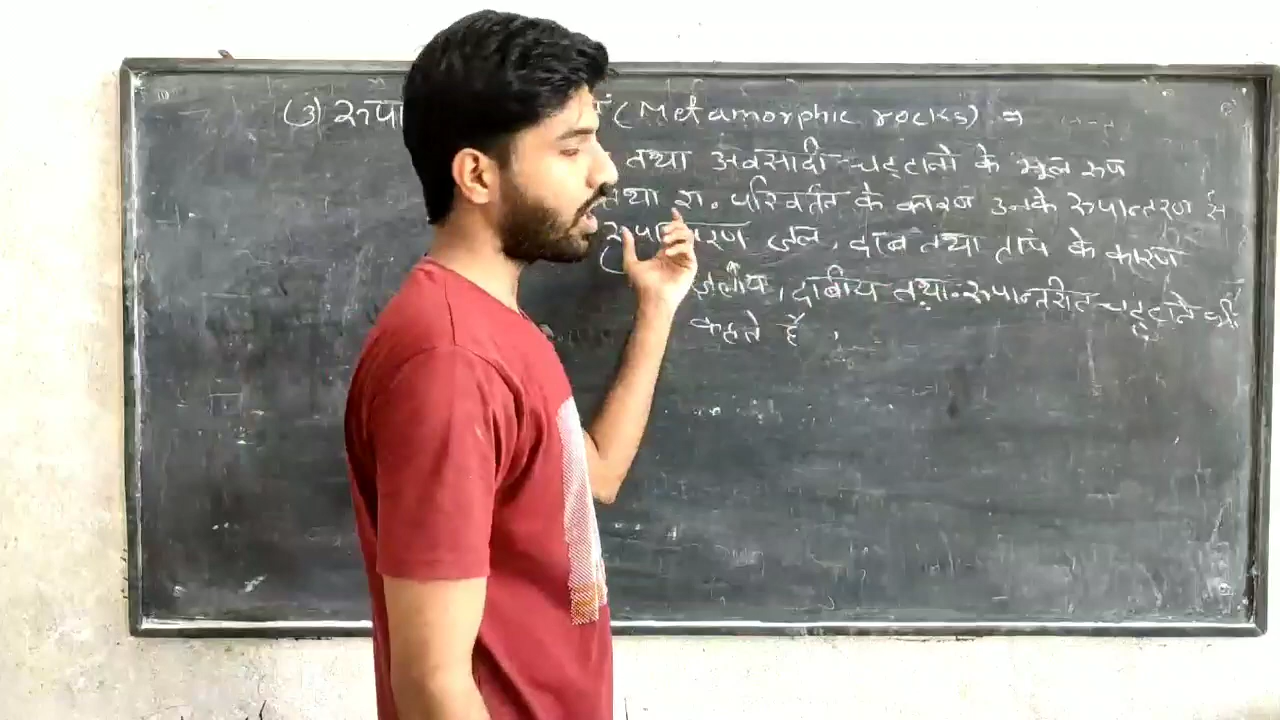 (3) रूपा (Metamorphic rocks) ⇒
तथा अवसादी चट्टानो के मूल रूप
तथा रा. परिवर्तन के कारण उनके रूपान्तरण से
रूपान्तरण जल, दाब तथा ताप के कारण
जलीय, दाबीय तथा रूपान्तरीत चट्टाने भी
कहते है ,